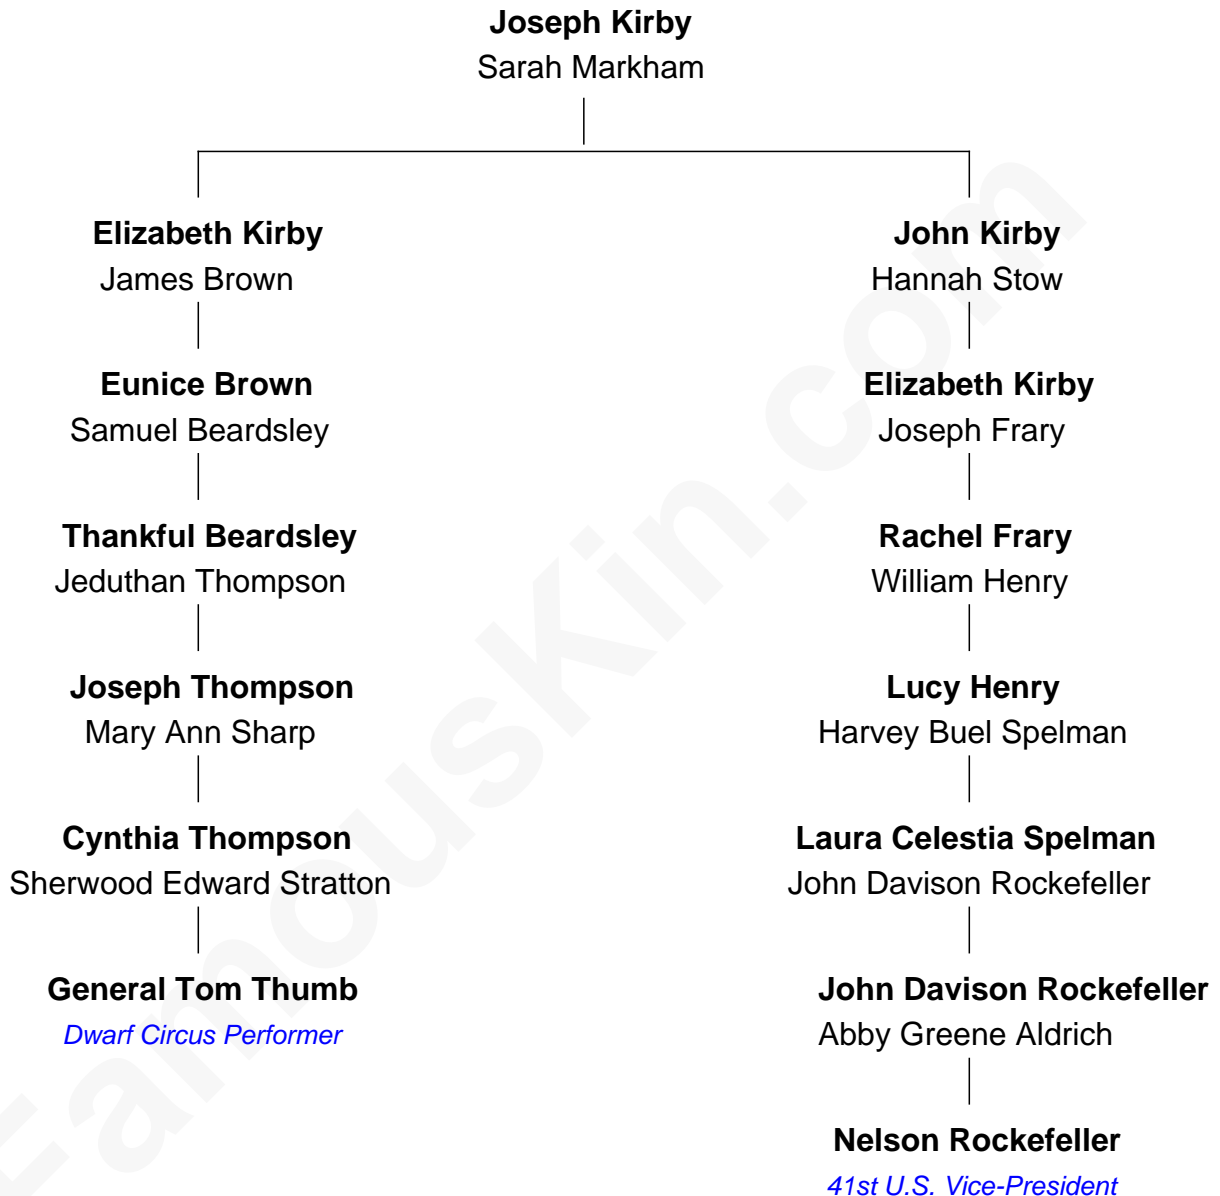 Joseph Kirby
Sarah Markham
Elizabeth Kirby
James Brown
John Kirby
Hannah Stow
Eunice Brown
Samuel Beardsley
Elizabeth Kirby
Joseph Frary
Thankful Beardsley
Jeduthan Thompson
Rachel Frary
William Henry
Joseph Thompson
Mary Ann Sharp
Lucy Henry
Harvey Buel Spelman
Cynthia Thompson
Sherwood Edward Stratton
Laura Celestia Spelman
John Davison Rockefeller
General Tom Thumb
Dwarf Circus Performer
John Davison Rockefeller
Abby Greene Aldrich
Nelson Rockefeller
41st U.S. Vice-President
FamousKin.com